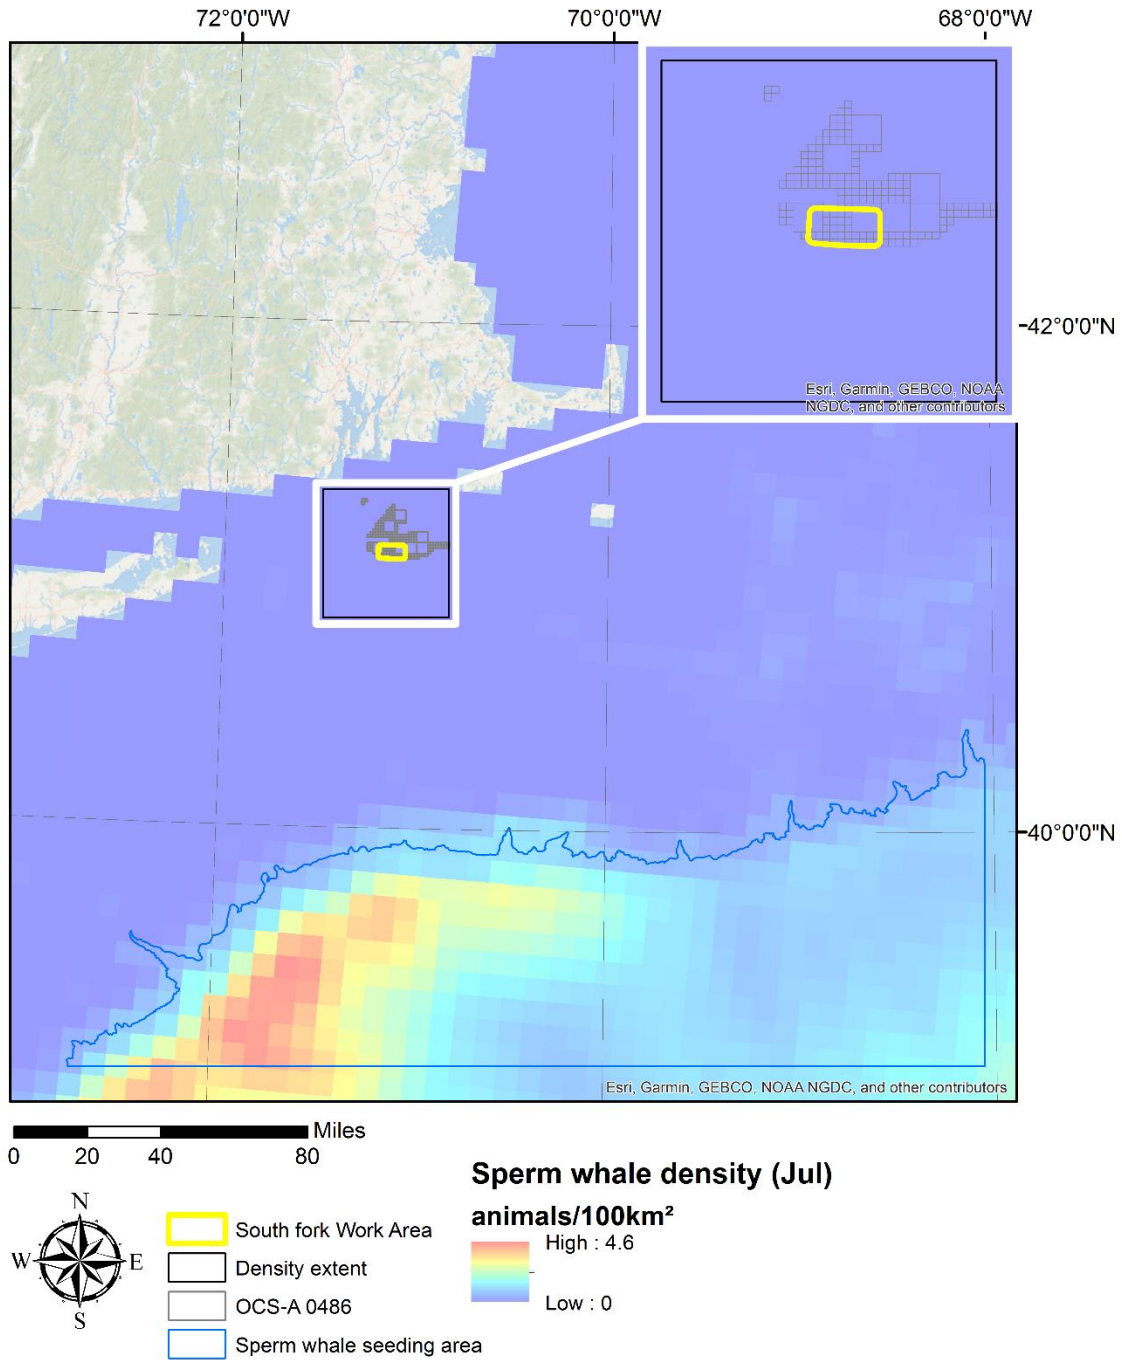 72°0'0"W
70°0'0"W
68°0'0"W
42°0'0"N
Esri, Garmin, GEBCO, NOAA
NGDC, and other contributors
40°0'0"N
Esri, Garmin, GEBCO, NOAA NGDC, and other contributors
Miles
0 20 40 80
N
W E
S
South fork Work Area
Density extent
OCS-A 0486
Sperm whale seeding area
Sperm whale density (Jul)
animals/100km²
High : 4.6
Low : 0